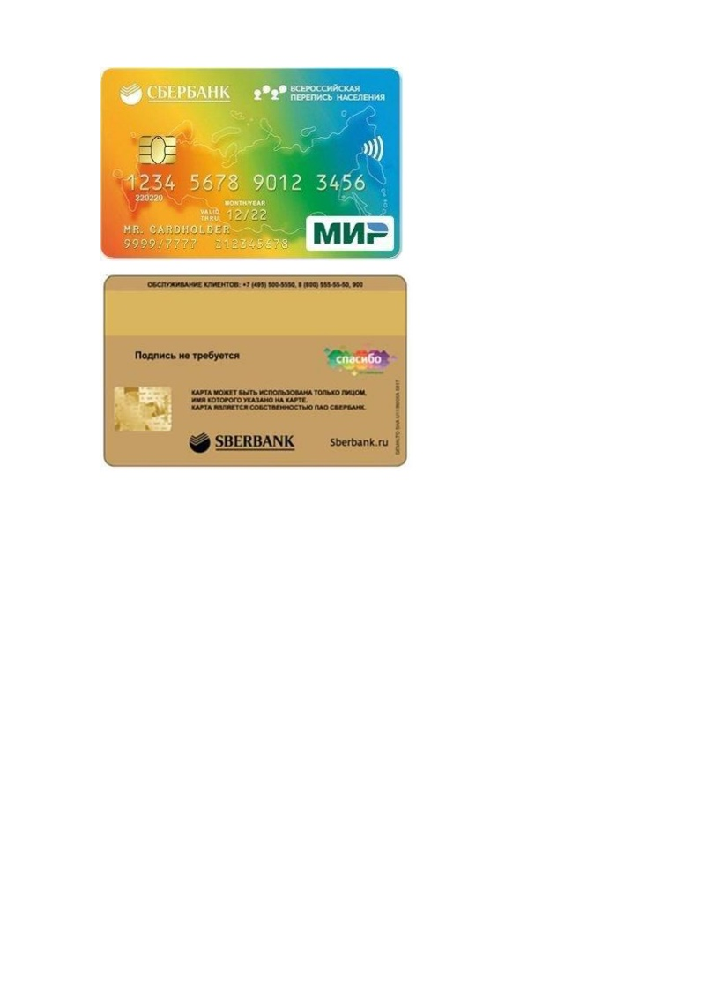 СБЕРБАНК
ВСЕРОССИЙСКАЯ
ПЕРЕПИСЬ НАСЕЛЕНИЯ
1234 5678 9012 3456
220220
MONTH/YEAR
VALID
THRU 12/22
MR. CARDHOLDER
9999/7777 212345678
МИР
ОБСЛУЖИВАНИЕ КЛИЕНТОВ: +7 (495) 500-5550, 8 (800) 555-55-50, 900
Подпись не требуется
спасибо
КАРТА МОЖЕТ БЫТЬ ИСПОЛЬЗОВАНА ТОЛЬКО ЛИЦОМ,
ИМЯ КОТОРОГО УКАЗАНО НА КАРТЕ.
КАРТА ЯВЛЯЕТСЯ СОБСТВЕННОСТЬЮ ПАО СБЕРБАНК.
SBERBANK
Sberbank.ru